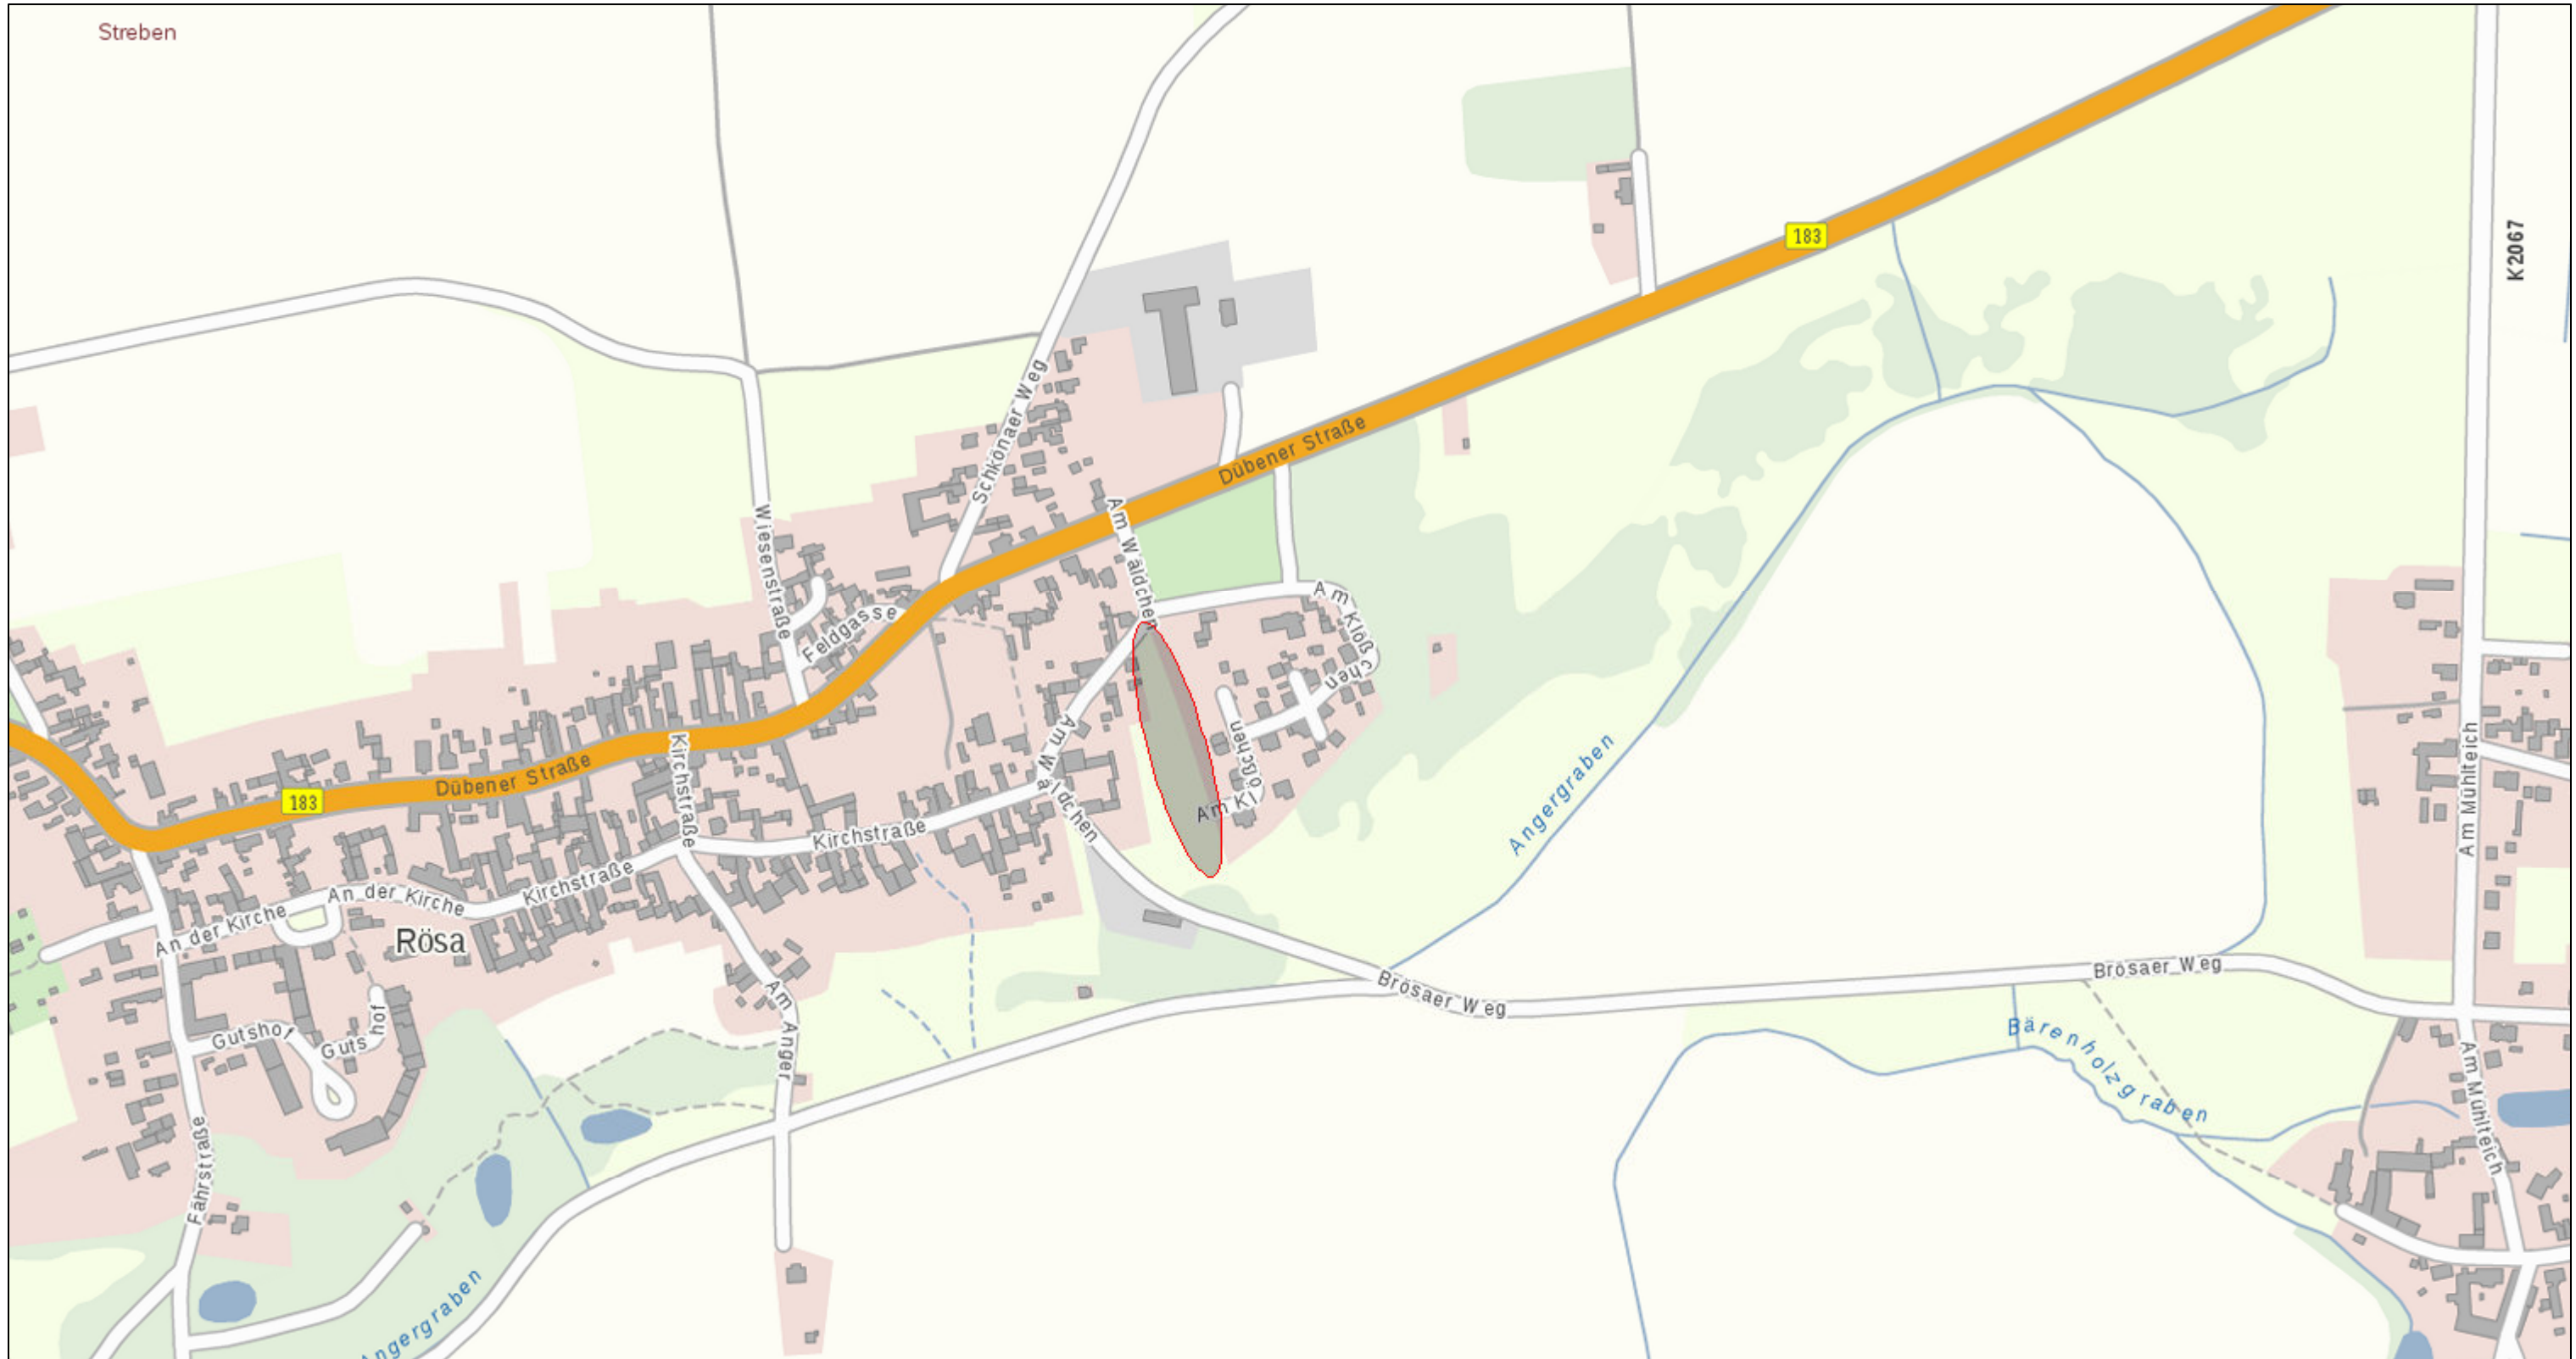 Streben
183
K2067
Dübener Straße
Schkönaer Weg
Am Wäldchen
Wiesenstraße
Feldgasse
Am Klößchen
Am Klößchen
Am Wäldchen
Angergraben
Am Mühlteich
Kirchstraße
Dübener Straße
183
Kirchstraße
Kirchstraße
An der Kirche
An der Kirche
Rösa
Brösaer Weg
Brösaer Weg
Am Anger
Gutshof
Gutshof
Bärenholzgraben
Am Mühlteich
Fährstraße
Angergraben